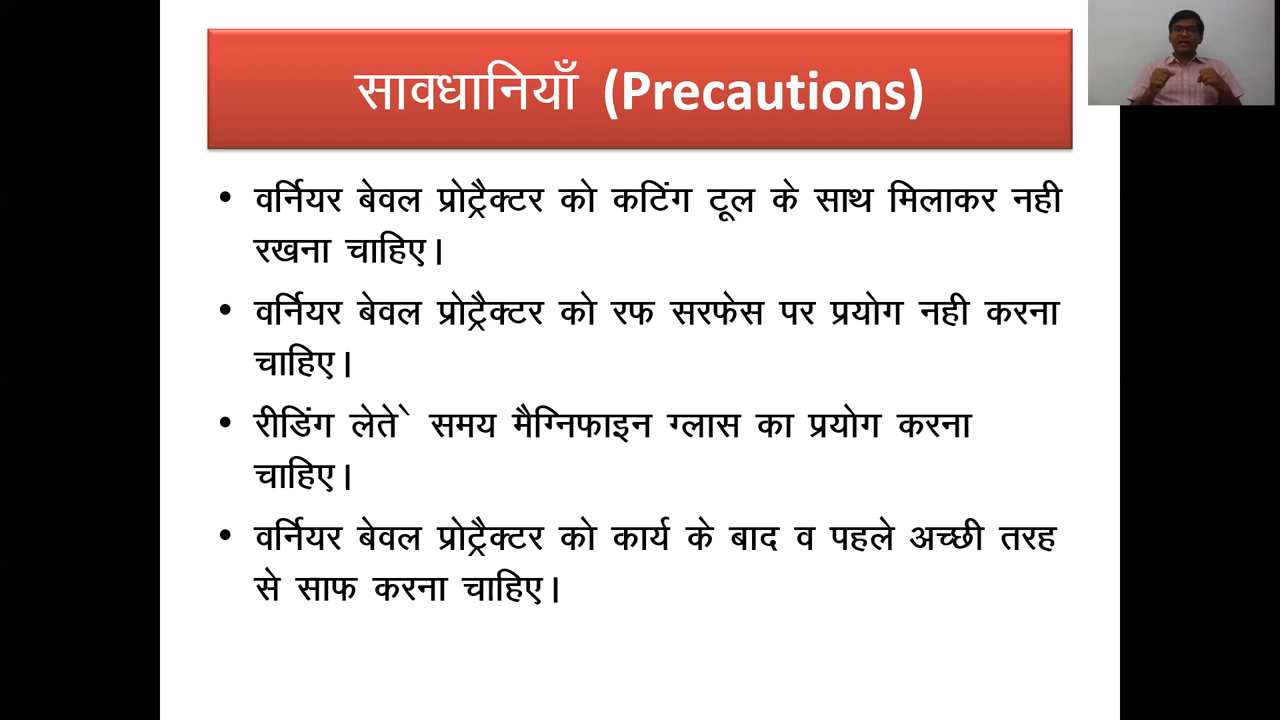 सावधानियाँ (Precautions)
• वर्नियर बेवल प्रोट्रैक्टर को कटिंग टूल के साथ मिलाकर नही
रखना चाहिए।
• वर्नियर बेवल प्रोट्रैक्टर को रफ सरफेस पर प्रयोग नही करना
चाहिए।
• रीडिंग लेते` समय मैग्निफाइन ग्लास का प्रयोग करना
चाहिए।
• वर्नियर बेवल प्रोट्रैक्टर को कार्य के बाद व पहले अच्छी तरह
से साफ करना चाहिए।